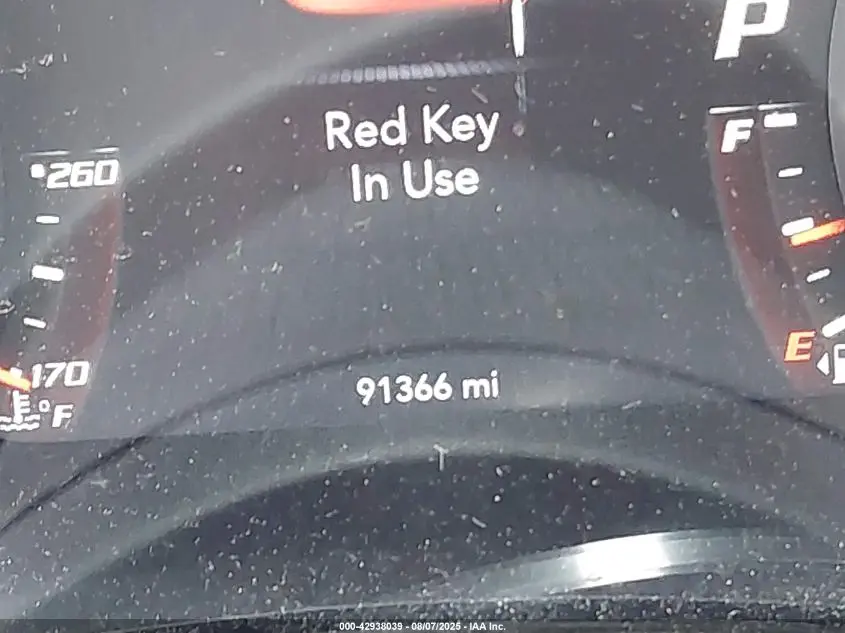 P
Red Key
In Use
F
260
E
170
°F
91366 mi
000-42938039 - 08/07/2025 - IAA Inc.